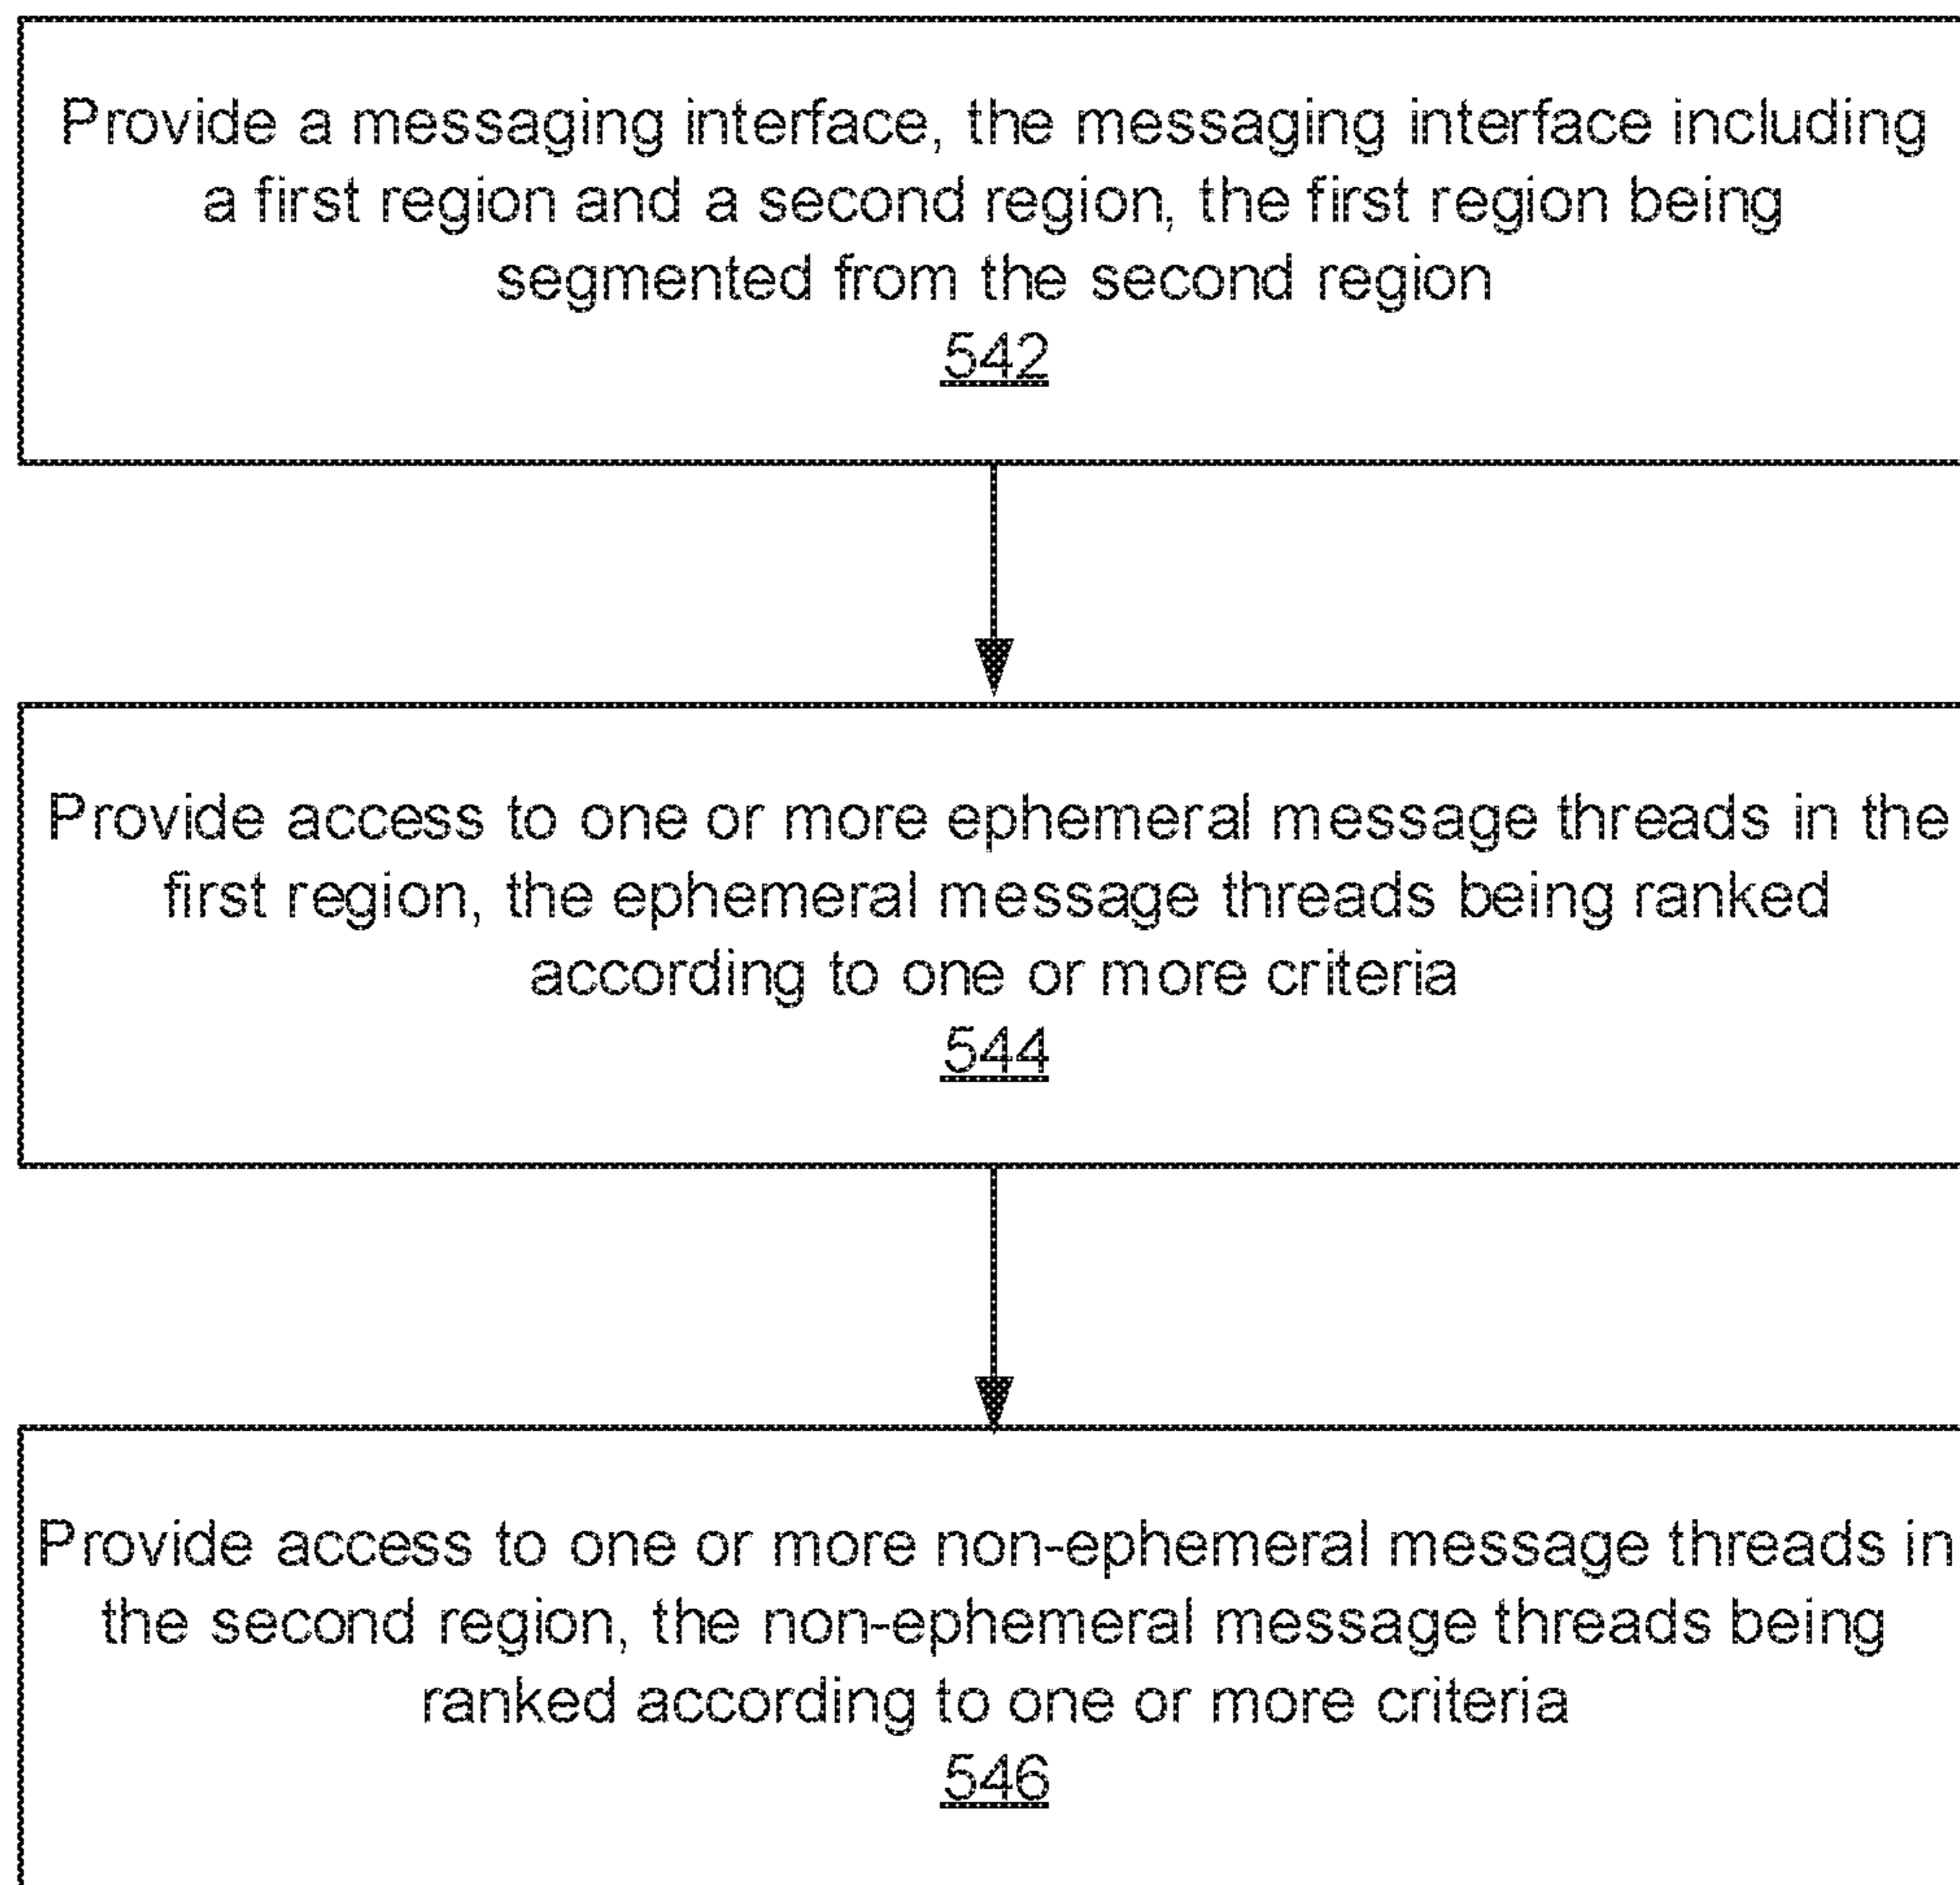 Provide a messaging interface, the messaging interface including
a first region and a second region, the first region being
segmented from the second region
542
Provide access to one or more ephemeral message threads in the
first region, the ephemeral message threads being ranked
according to one or more criteria
544
Provide access to one or more non-ephemeral message threads in
the second region, the non-ephemeral message threads being
ranked according to one or more criteria
546